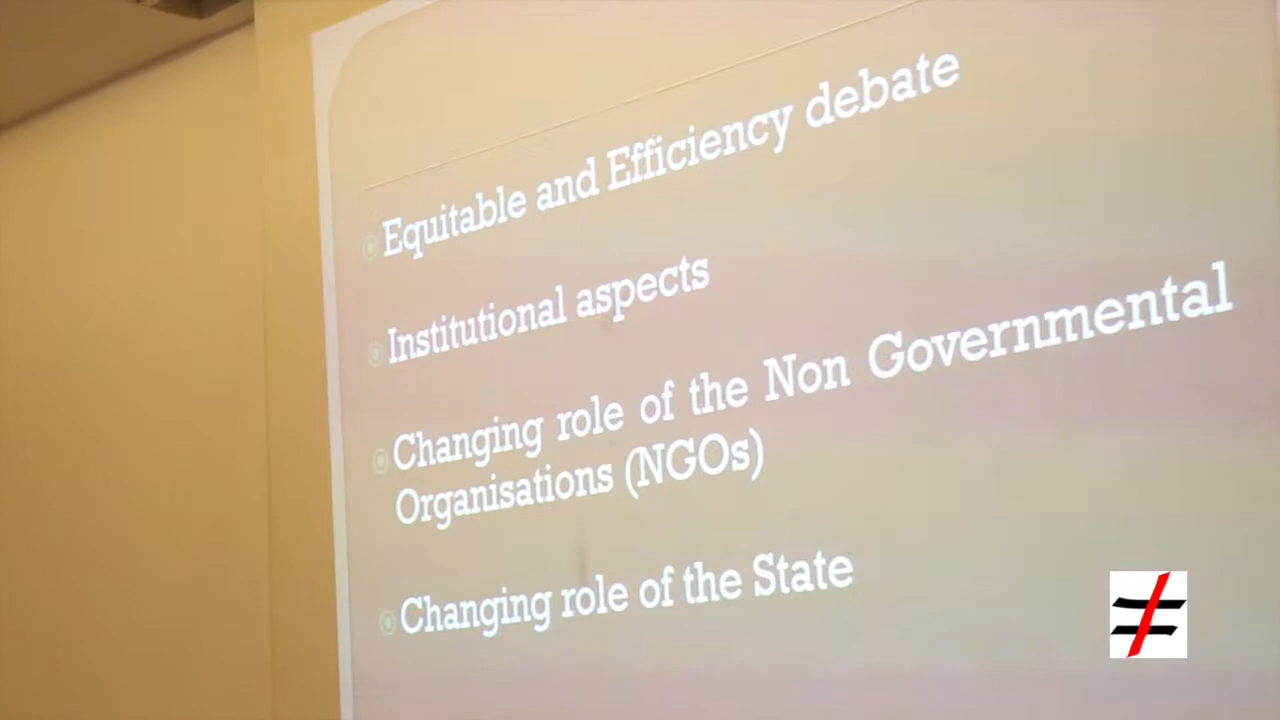 Equitable and Efficiency debate
Institutional aspects
Changing role of the Non Governmental
Organisations (NGOs)
Changing role of the State